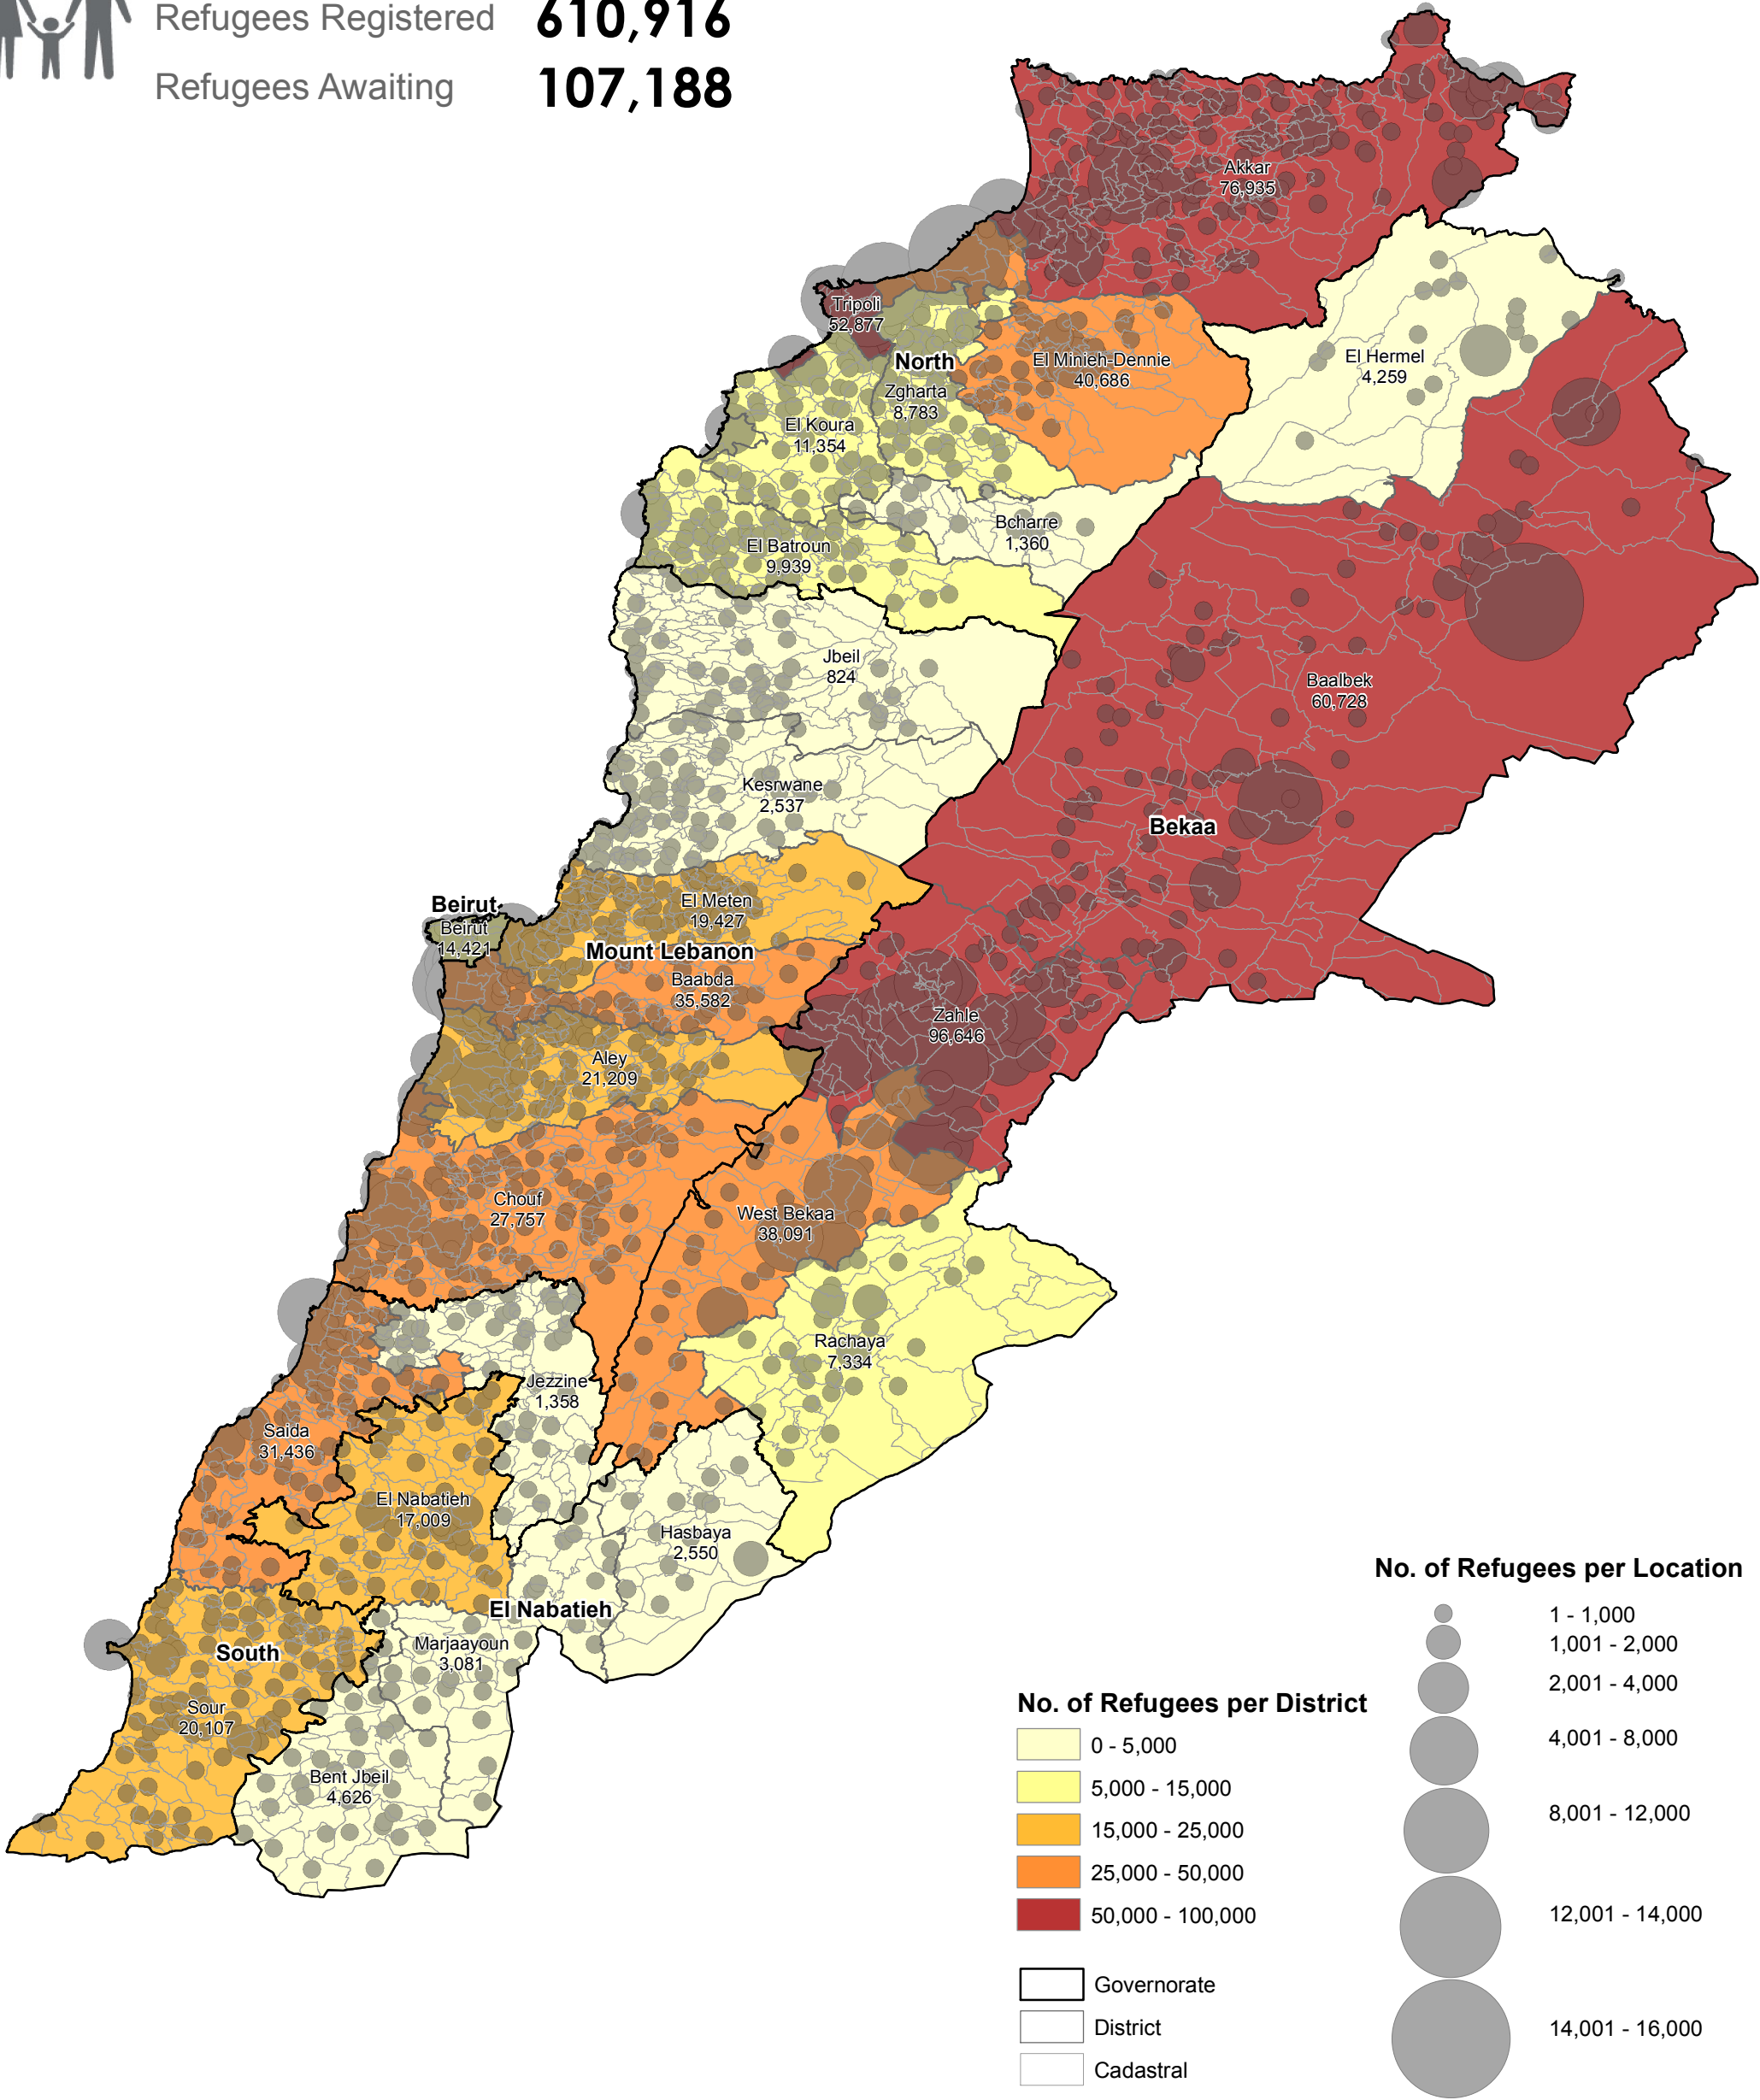 Refugees Registered 610,916
Refugees Awaiting 107,188
Akkar
76,935
Tripoli
52,877
North
El Minieh-Dennie
40,686
El Hermel
4,259
Zgharta
8,783
El Koura
11,354
Bcharre
1,360
El Batroun
9,939
Jbeil
824
Baalbek
60,728
Kesrwane
2,537
Bekaa
El Meten
19,427
Beirut
Beirut
14,421
Mount Lebanon
Baabda
35,582
Zahle
96,646
Aley
21,209
Chouf
27,757
West Bekaa
38,091
Rachaya
7,334
Jezzine
1,358
Saida
31,436
El Nabatieh
17,009
Hasbaya
2,550
El Nabatieh
South
Marjaayoun
3,081
Sour
20,107
Bent Jbeil
4,626
No. of Refugees per District
0 - 5,000
5,000 - 15,000
15,000 - 25,000
25,000 - 50,000
50,000 - 100,000
Governorate
District
Cadastral
No. of Refugees per Location
1 - 1,000
1,001 - 2,000
2,001 - 4,000
4,001 - 8,000
8,001 - 12,000
12,001 - 14,000
14,001 - 16,000